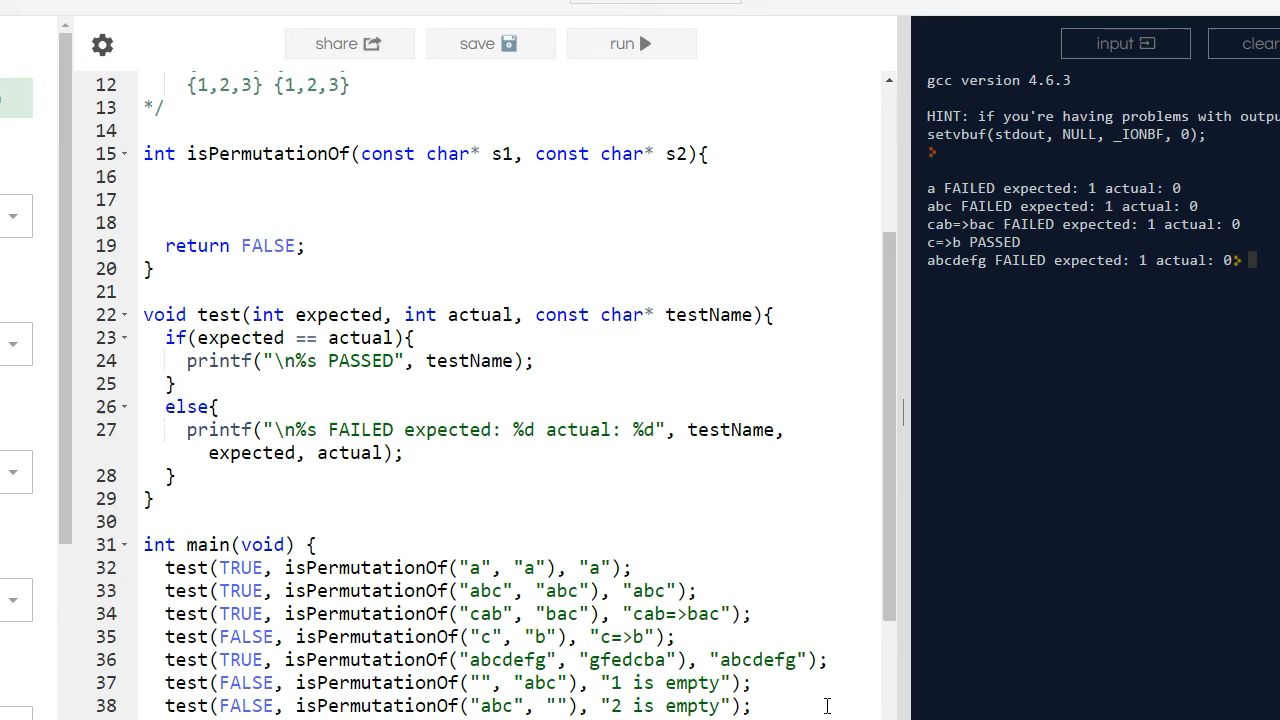 share
save
run
input
clear
12 {1,2,3} {1,2,3}
13 */
14
15 int isPermutationOf(const char* s1, const char* s2){
16
17
18
19 return FALSE;
20 }
21
22 void test(int expected, int actual, const char* testName){
23 if(expected == actual){
24 printf("\n%s PASSED", testName);
25 }
26 else{
27 printf("\n%s FAILED expected: %d actual: %d", testName,
expected, actual);
28 }
29 }
30
31 int main(void) {
32 test(TRUE, isPermutationOf("a", "a"), "a");
33 test(TRUE, isPermutationOf("abc", "abc"), "abc");
34 test(TRUE, isPermutationOf("cab", "bac"), "cab=>bac");
35 test(FALSE, isPermutationOf("c", "b"), "c=>b");
36 test(TRUE, isPermutationOf("abcdefg", "gfedcba"), "abcdefg");
37 test(FALSE, isPermutationOf("", "abc"), "1 is empty");
38 test(FALSE, isPermutationOf("abc", ""), "2 is empty");
gcc version 4.6.3
HINT: if you're having problems with outpu
setvbuf(stdout, NULL, _IONBF, 0);
a FAILED expected: 1 actual: 0
abc FAILED expected: 1 actual: 0
cab=>bac FAILED expected: 1 actual: 0
c=>b PASSED
abcdefg FAILED expected: 1 actual: 0